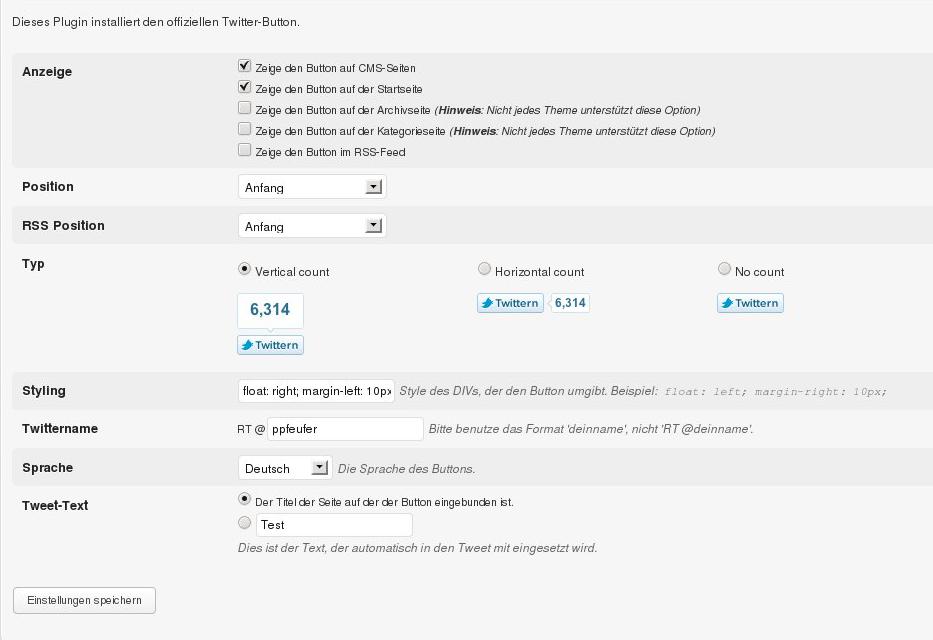 Dieses Plugin installiert den offiziellen Twitter-Button.
Anzeige
Zeige den Button auf CMS-Seiten
Zeige den Button auf der Startseite
Zeige den Button auf der Archivseite (Hinweis: Nicht jedes Theme unterstützt diese Option)
Zeige den Button auf der Kategorieseite (Hinweis: Nicht jedes Theme unterstützt diese Option)
Zeige den Button im RSS-Feed
Position Anfang
RSS Position Anfang
Typ
Vertical count Horizontal count No count
6,314
Twittern 6,314 Twittern
Twittern
Styling float: right; margin-left: 10px Style des DIVs, der den Button umgibt. Beispiel: float: left; margin-right: 10px;
Twittername RT @ ppfeufer Bitte benutze das Format 'deinname', nicht 'RT @deinname'.
Sprache Deutsch Die Sprache des Buttons.
Tweet-Text Der Titel der Seite auf der der Button eingebunden ist.
Test
Dies ist der Text, der automatisch in den Tweet mit eingesetzt wird.
Einstellungen speichern